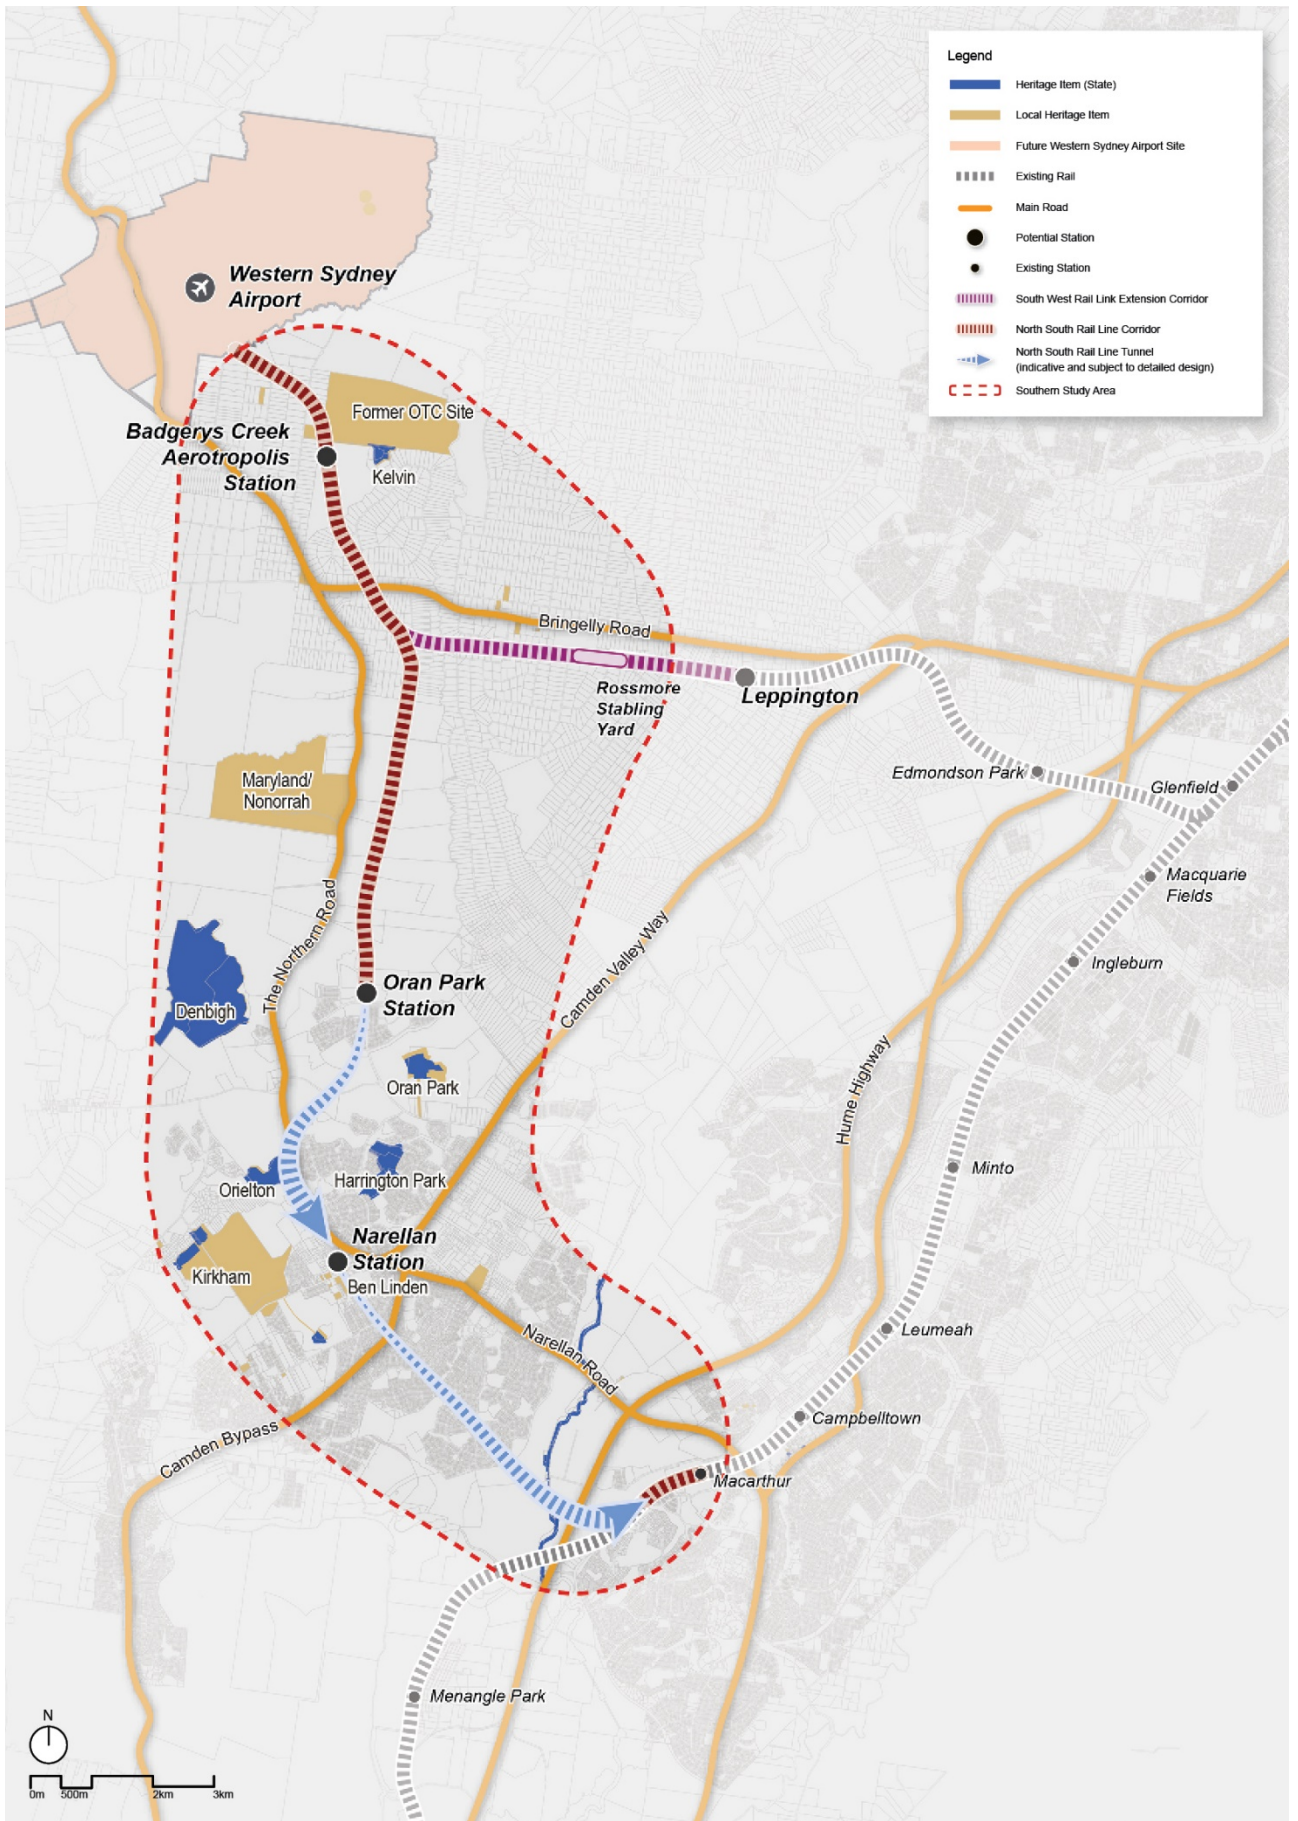 Legend
Heritage Item (State)
Local Heritage Item
Future Western Sydney Airport Site
Existing Rail
Main Road
Potential Station
Existing Station
South West Rail Link Extension Corridor
North South Rail Line Corridor
North South Rail Line Tunnel
(indicative and subject to detailed design)
Southern Study Area
Western Sydney
Airport
Former OTC Site
Badgerys Creek
Aerotropolis
Station
Kelvin
Bringelly Road
Rossmore
Stabling
Yard
Leppington
Edmondson Park
Glenfield
Maryland/
Nonorrah
Macquarie
Fields
The Northern Road
Camden Valley Way
Ingleburn
Oran Park
Station
Denbigh
Oran Park
Hume Highway
Minto
Orielton
Harrington Park
Narellan
Station
Kirkham
Ben Linden
Narellan Road
Leumeah
Camden Bypass
Campbelltown
Macarthur
Menangle Park
N
0m
500m
2km
3km